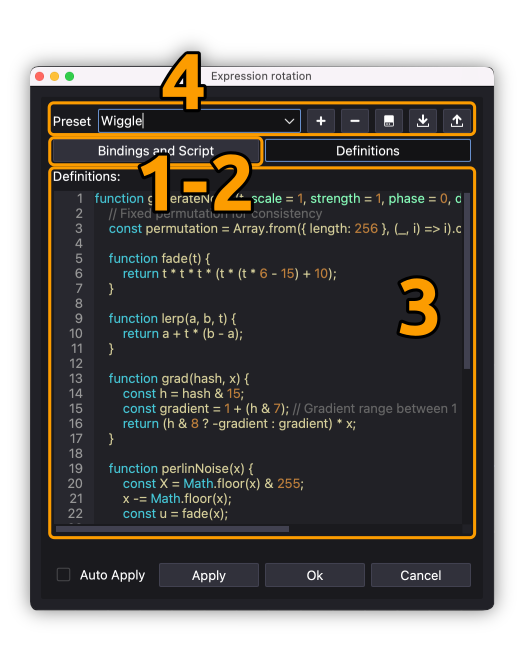 Expression rotation
4
Preset Wiggle
Bindings and Script Definitions
1-2
Definitions:
1 function (t, scale = 1, strength = 1, phase = 0, d
2 // Fixed permutation for consistency
3 const permutation = Array.from({ length: 256 }, (_, i) => i).c
4
5 function fade(t) {
6 return t * t * t * (t * (t * 6 - 15) + 10);
7 }
8
9 function lerp(a, b, t) {
10 return a + t * (b - a);
11 }
12
13 function grad(hash, x) {
14 const h = hash & 15;
15 const gradient = 1 + (h & 7); // Gradient range between 1
16 return (h & 8 ? -gradient : gradient) * x;
17 }
18
19 function perlinNoise(x) {
20 const X = Math.floor(x) & 255;
21 x -= Math.floor(x);
22 const u = fade(x);
3
Auto Apply Apply Ok Cancel